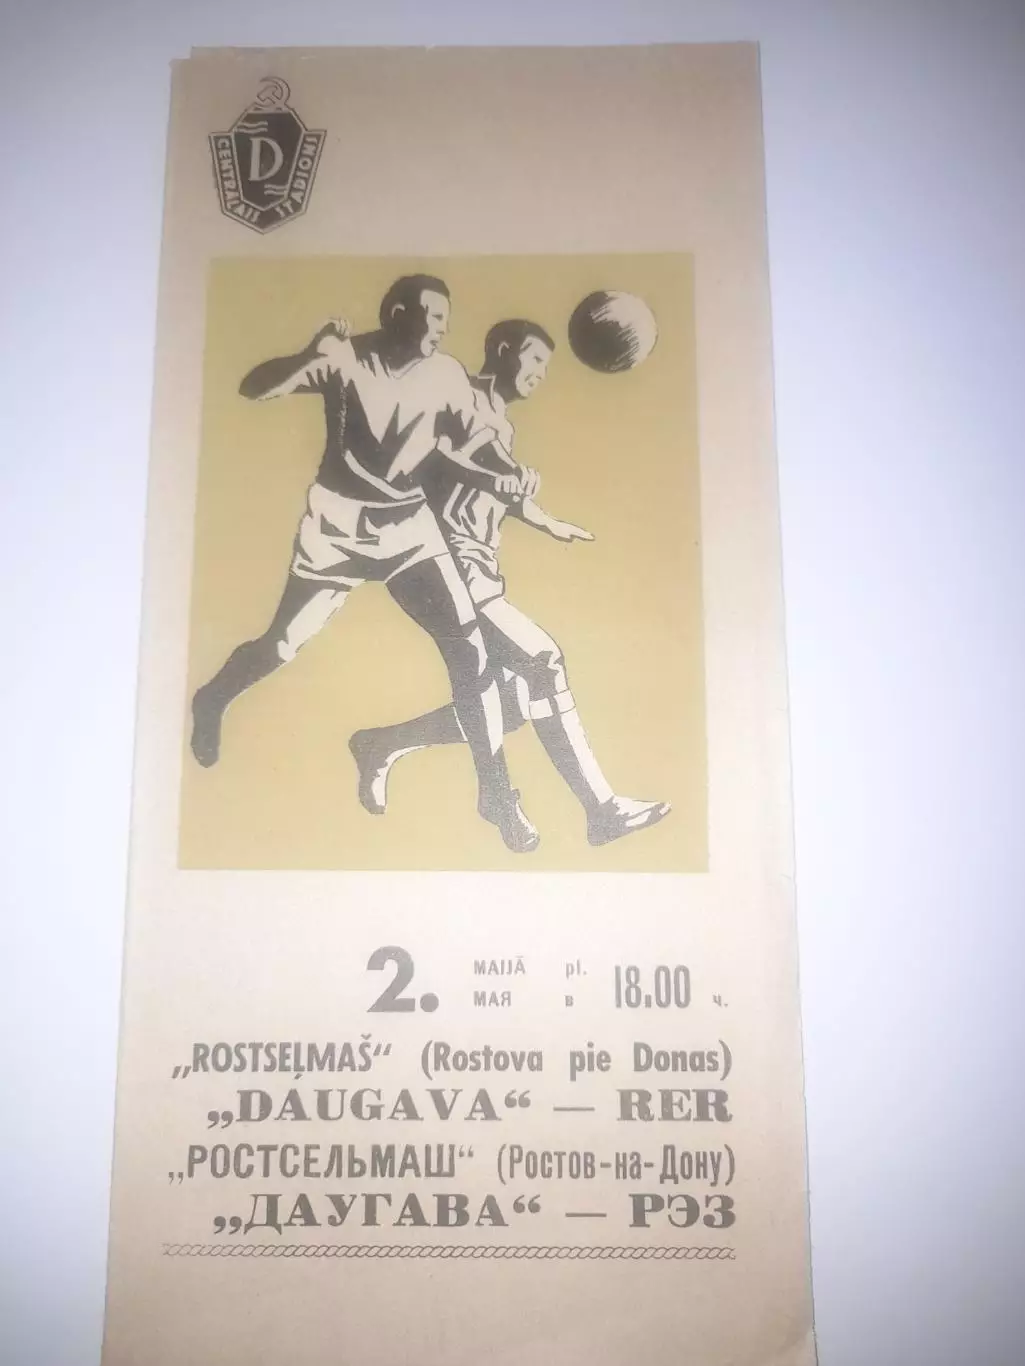 D
CENTRĀLAIS STADIONS
2. MAIJĀ pl. 18.00
МАЯ в ч.
„ROSTSEĻMAŠ“ (Rostova pie Donas)
„DAUGAVA“ — RER
„РОСТСЕЛЬМАШ“ (Ростов-на-Дону)
„ДАУГАВА“ — РЭЗ